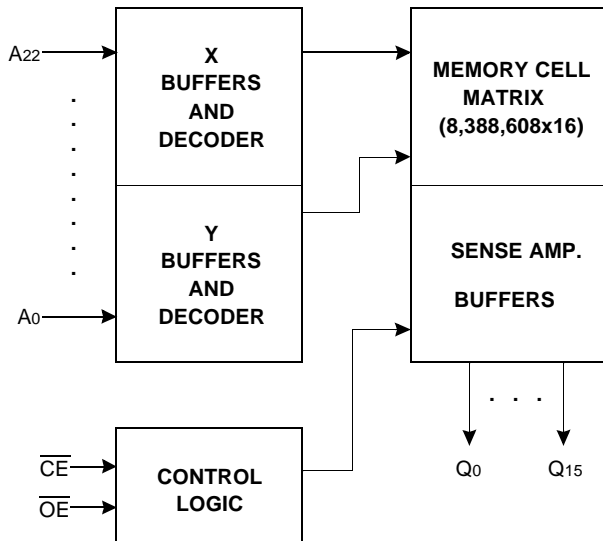 A22
X
BUFFERS
AND
DECODER
MEMORY CELL
MATRIX
(8,388,608x16)
Y
BUFFERS
AND
DECODER
SENSE AMP.
BUFFERS
A0
. . .
Q0
Q15
CE
OE
CONTROL
LOGIC